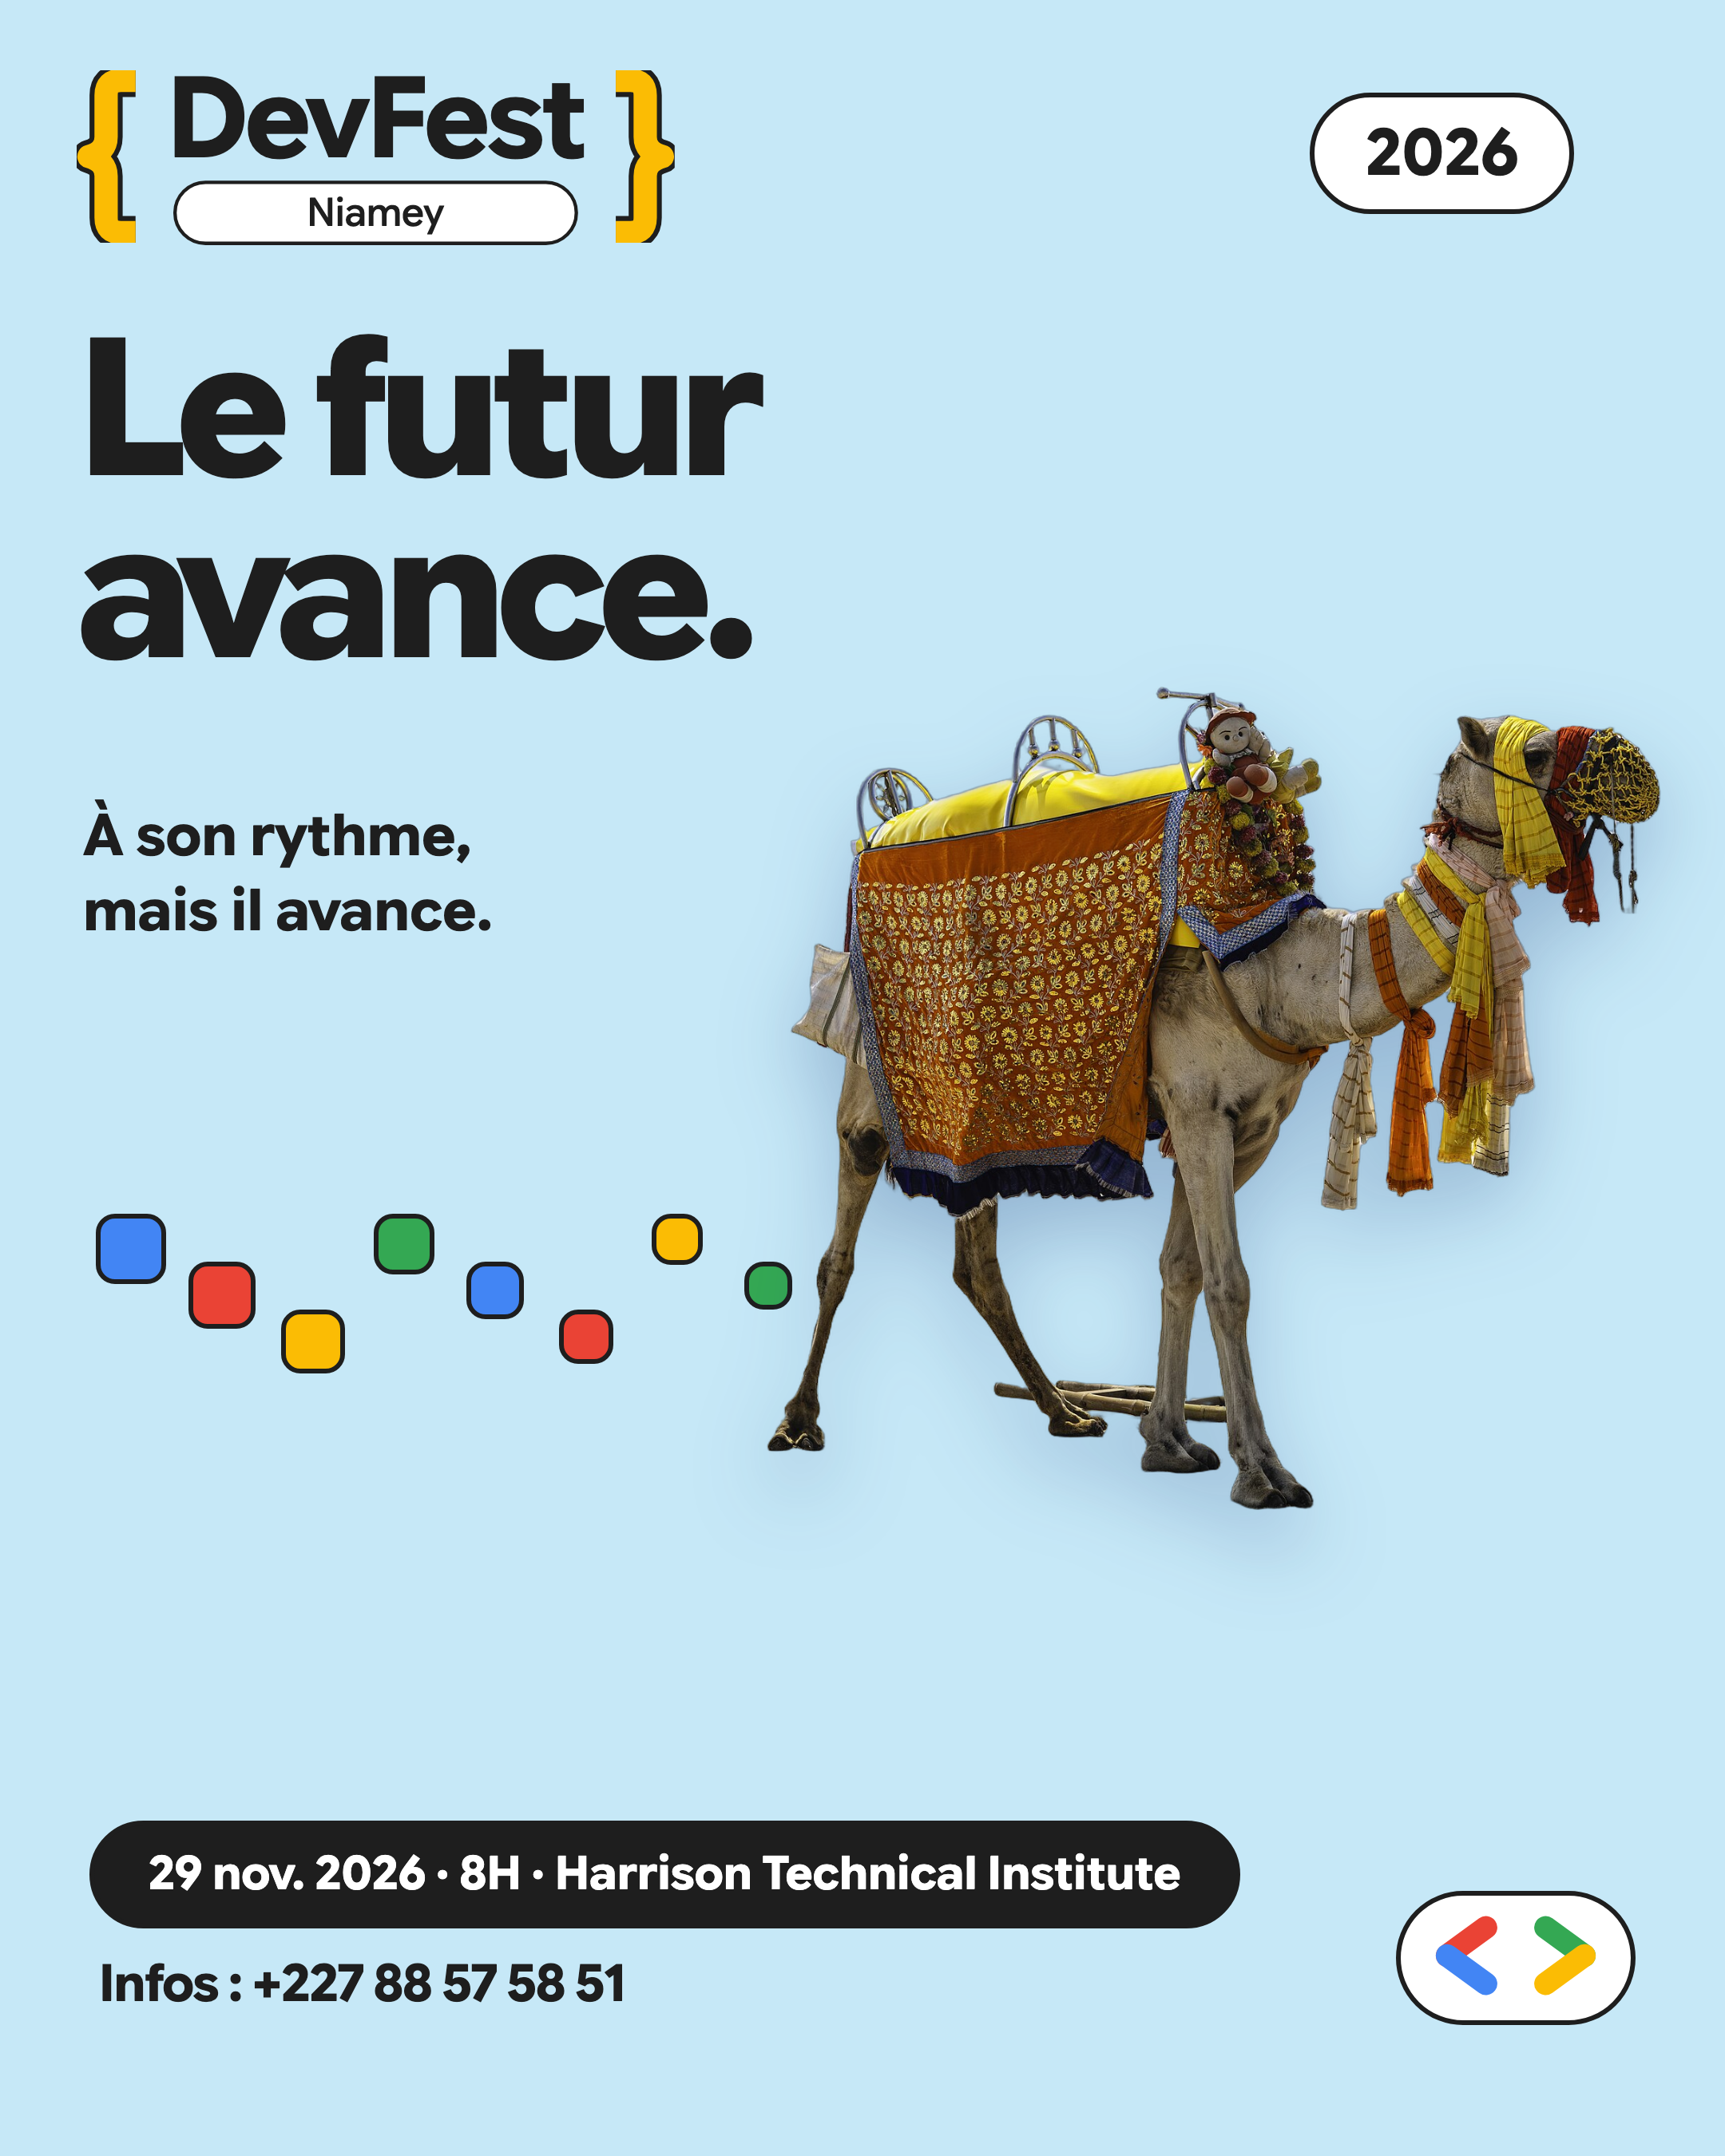 DevFest
Niamey
2026
Le futur
avance.
À son rythme,
mais il avance.
29 nov. 2026 · 8H · Harrison Technical Institute
Infos : +227 88 57 58 51